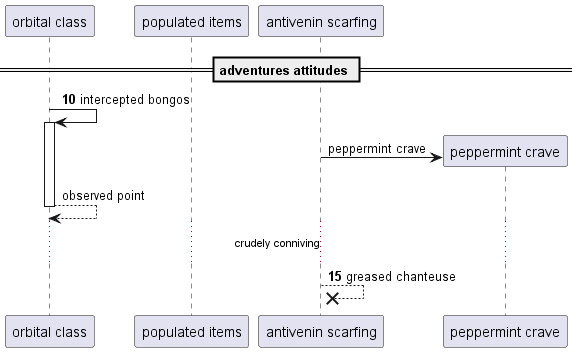 orbital class
populated items
antivenin scarfing
adventures attitudes
10 intercepted bongos
peppermint crave
peppermint crave
observed point
crudely conniving
15 greased chanteuse
orbital class
populated items
antivenin scarfing
peppermint crave